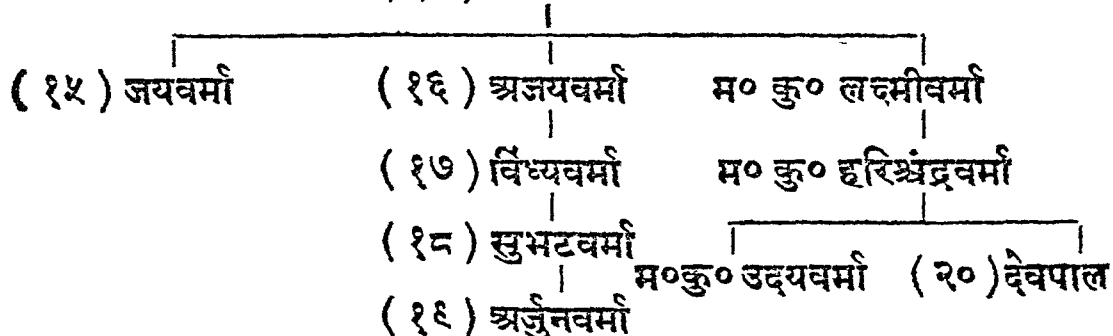 (१५) जयवर्मा (१६) अजयवर्मा म० कु० लक्ष्मीवर्मा
(१७) विंध्यवर्मा म० कु० हरिश्चंद्रवर्मा
(१८) सुभटवर्मा
म०कु० उदयवर्मा (२०) देवपाल
(१९) अर्जुनवर्मा